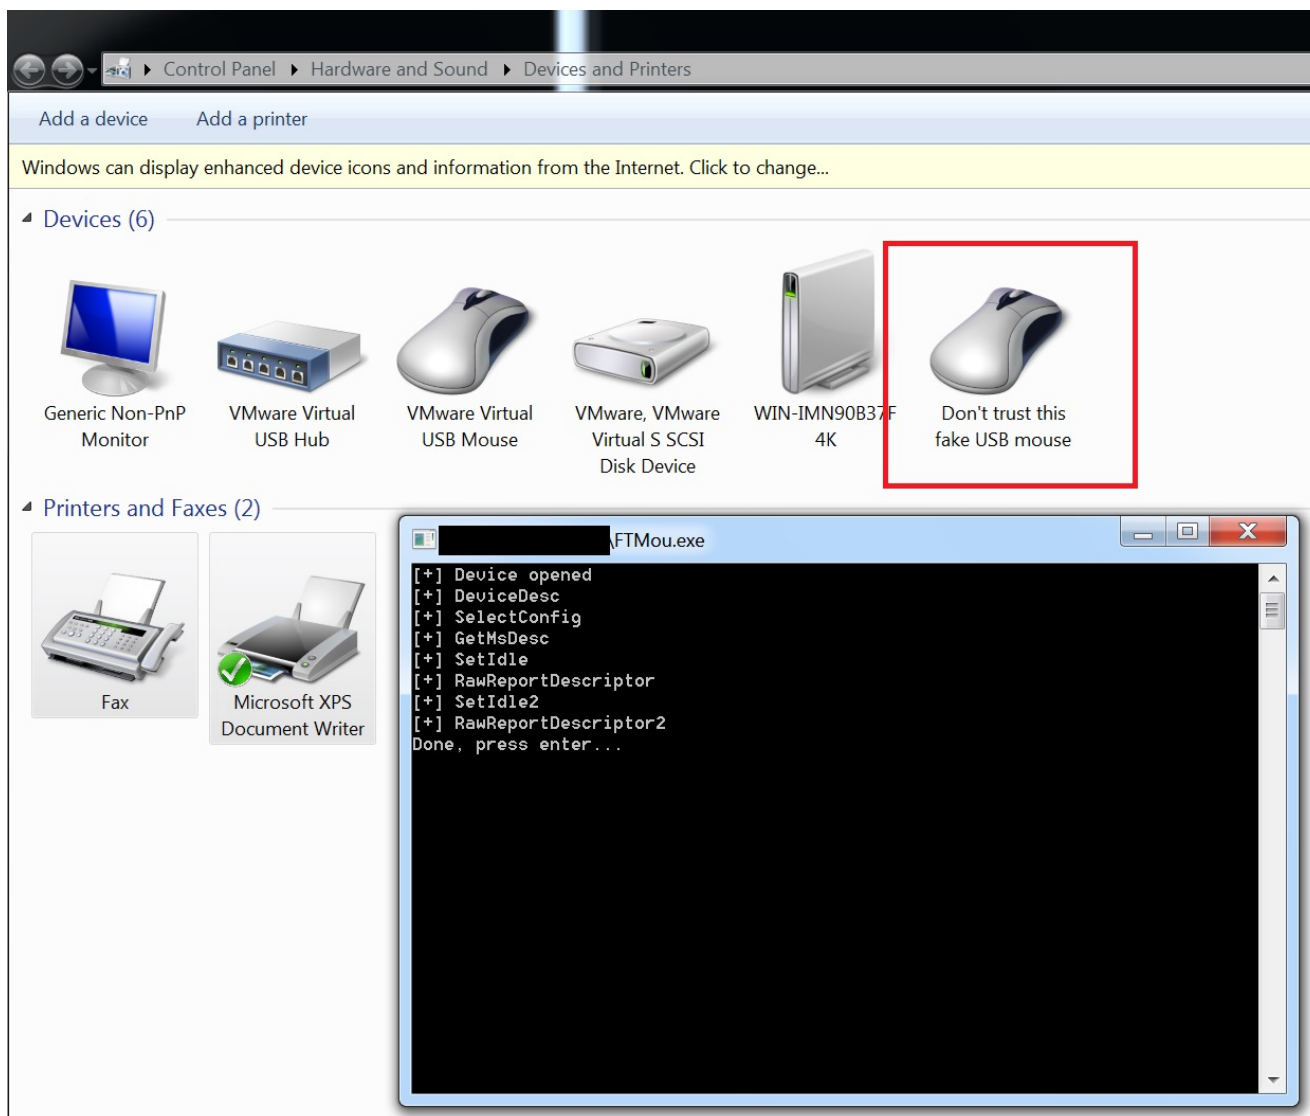 Control Panel Hardware and Sound Devices and Printers
Add a device Add a printer
Windows can display enhanced device icons and information from the Internet. Click to change...
Devices (6)
Generic Non-PnP
Monitor
VMware Virtual
USB Hub
VMware Virtual
USB Mouse
VMware, VMware
Virtual S SCSI
Disk Device
WIN-IMN90B37F
4K
Don't trust this
fake USB mouse
Printers and Faxes (2)
Fax
Microsoft XPS
Document Writer
\FTMou.exe
[+] Device opened
[+] DeviceDesc
[+] SelectConfig
[+] GetMsDesc
[+] SetIdle
[+] RawReportDescriptor
[+] SetIdle2
[+] RawReportDescriptor2
Done, press enter...